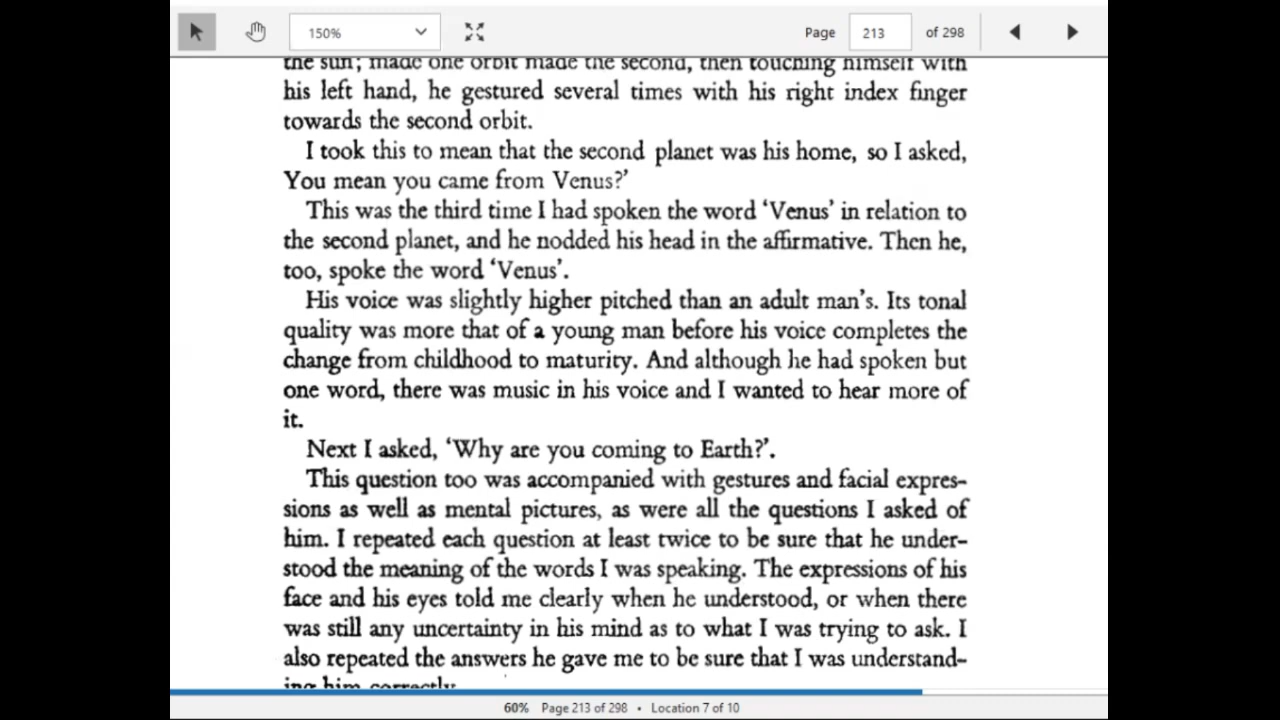 150%
Page 213 of 298
the sun; made one orbit made the second, then touching himself with
his left hand, he gestured several times with his right index finger
towards the second orbit.
I took this to mean that the second planet was his home, so I asked,
You mean you came from Venus?’
This was the third time I had spoken the word ‘Venus’ in relation to
the second planet, and he nodded his head in the affirmative. Then he,
too, spoke the word ‘Venus’.
His voice was slightly higher pitched than an adult man’s. Its tonal
quality was more that of a young man before his voice completes the
change from childhood to maturity. And although he had spoken but
one word, there was music in his voice and I wanted to hear more of
it.
Next I asked, ‘Why are you coming to Earth?’.
This question too was accompanied with gestures and facial expres-
sions as well as mental pictures, as were all the questions I asked of
him. I repeated each question at least twice to be sure that he under-
stood the meaning of the words I was speaking. The expressions of his
face and his eyes told me clearly when he understood, or when there
was still any uncertainty in his mind as to what I was trying to ask. I
also repeated the answers he gave me to be sure that I was understand-
ing him correctly.
60% Page 213 of 298 • Location 7 of 10